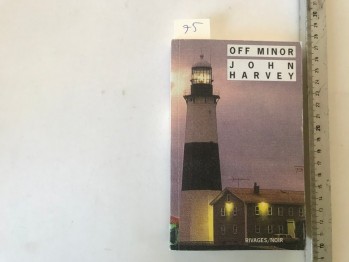 95
OFF MINOR
JOHN
HARVEY
RIVAGES/NOIR